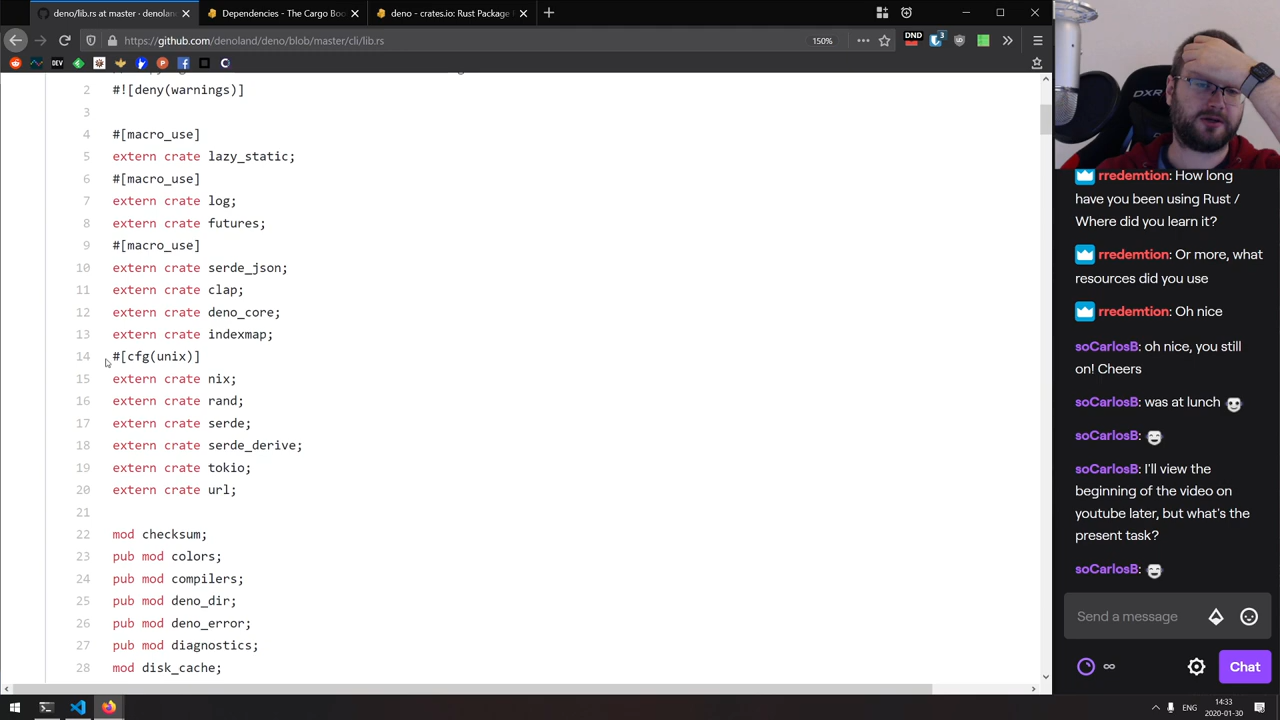 deno/lib.rs at master · denoland
Dependencies - The Cargo Boo
deno - crates.io: Rust Package
https://github.com/denoland/deno/blob/master/cli/lib.rs
150%
DND
3
DEV
2 #![deny(warnings)]
3
4 #[macro_use]
5 extern crate lazy_static;
6 #[macro_use]
7 extern crate log;
8 extern crate futures;
9 #[macro_use]
10 extern crate serde_json;
11 extern crate clap;
12 extern crate deno_core;
13 extern crate indexmap;
14 #[cfg(unix)]
15 extern crate nix;
16 extern crate rand;
17 extern crate serde;
18 extern crate serde_derive;
19 extern crate tokio;
20 extern crate url;
21
22 mod checksum;
23 pub mod colors;
24 pub mod compilers;
25 pub mod deno_dir;
26 pub mod deno_error;
27 pub mod diagnostics;
28 mod disk_cache;
DXR
rredemtion: How long
have you been using Rust /
Where did you learn it?
rredemtion: Or more, what
resources did you use
rredemtion: Oh nice
soCarlosB: oh nice, you still
on! Cheers
soCarlosB: was at lunch
soCarlosB:
soCarlosB: I'll view the
beginning of the video on
youtube later, but what's the
present task?
soCarlosB:
Send a message
∞
Chat
ENG
14:33
2020-01-30